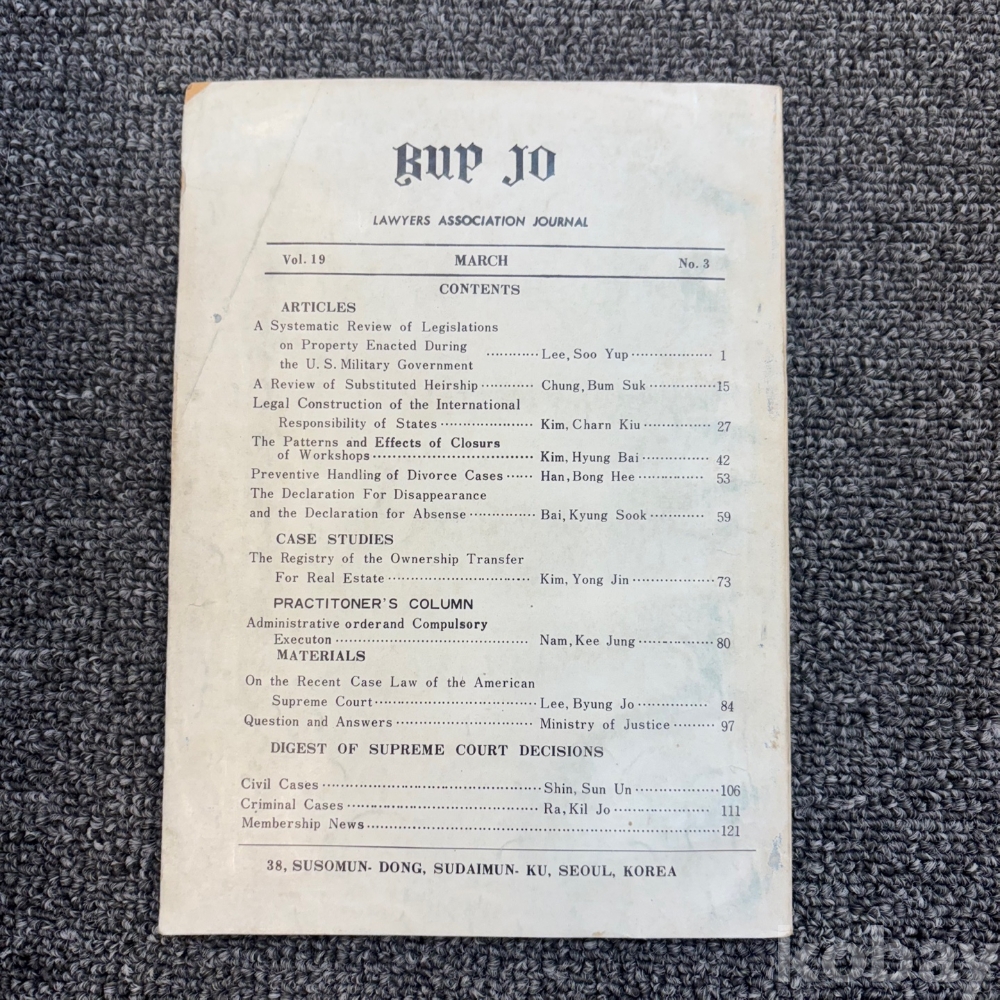 BUP JO
LAWYERS ASSOCIATION JOURNAL
Vol. 19 MARCH No. 3
CONTENTS
ARTICLES
A Systematic Review of Legislations
on Property Enacted During
the U. S. Military Government ············ Lee, Soo Yup ················· 1
A Review of Substituted Heirship ··········· Chung, Bum Suk ·············· 15
Legal Construction of the International
Responsibility of States ···················· Kim, Charn Kiu ·············· 27
The Patterns and Effects of Closurs
of Workshops ·································· Kim, Hyung Bai ·············· 42
Preventive Handling of Divorce Cases ······ Han, Bong Hee ·············· 53
The Declaration For Disappearance
and the Declaration for Absense ·············· Bai, Kyung Sook ············ 59
CASE STUDIES
The Registry of the Ownership Transfer
For Real Estate ······························ Kim, Yong Jin ················· 73
PRACTITONER'S COLUMN
Administrative orderand Compulsory
Executon ········································· Nam, Kee Jung ················ 80
MATERIALS
On the Recent Case Law of the American
Supreme Court ·································· Lee, Byung Jo ··············· 84
Question and Answers ····························· Ministry of Justice ········· 97
DIGEST OF SUPREME COURT DECISIONS
Civil Cases ··············································· Shin, Sun Un ·················· 106
Criminal Cases ········································· Ra, Kil Jo ····················· 111
Membership News ··········································································· 121
38, SUSOMUN- DONG, SUDAIMUN- KU, SEOUL, KOREA
kobay